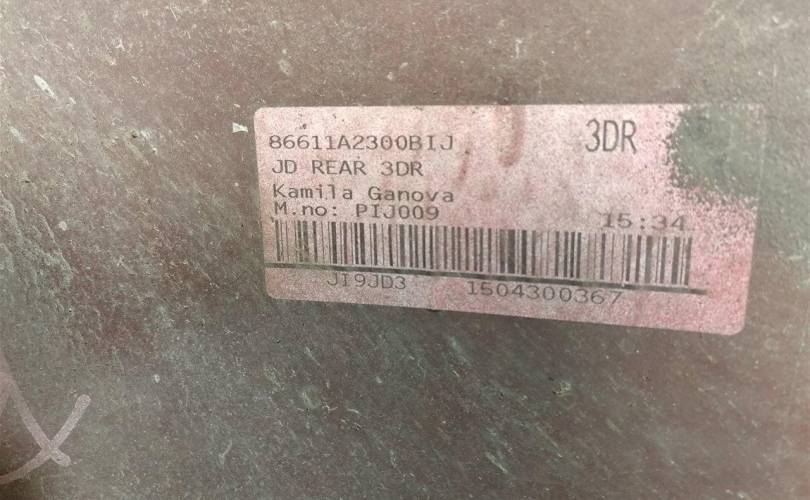 86611A2300BIJ 3DR
JD REAR 3DR
Kamila Ganova
M.no: PIJ009 15:34
JI9JD3 1504300367